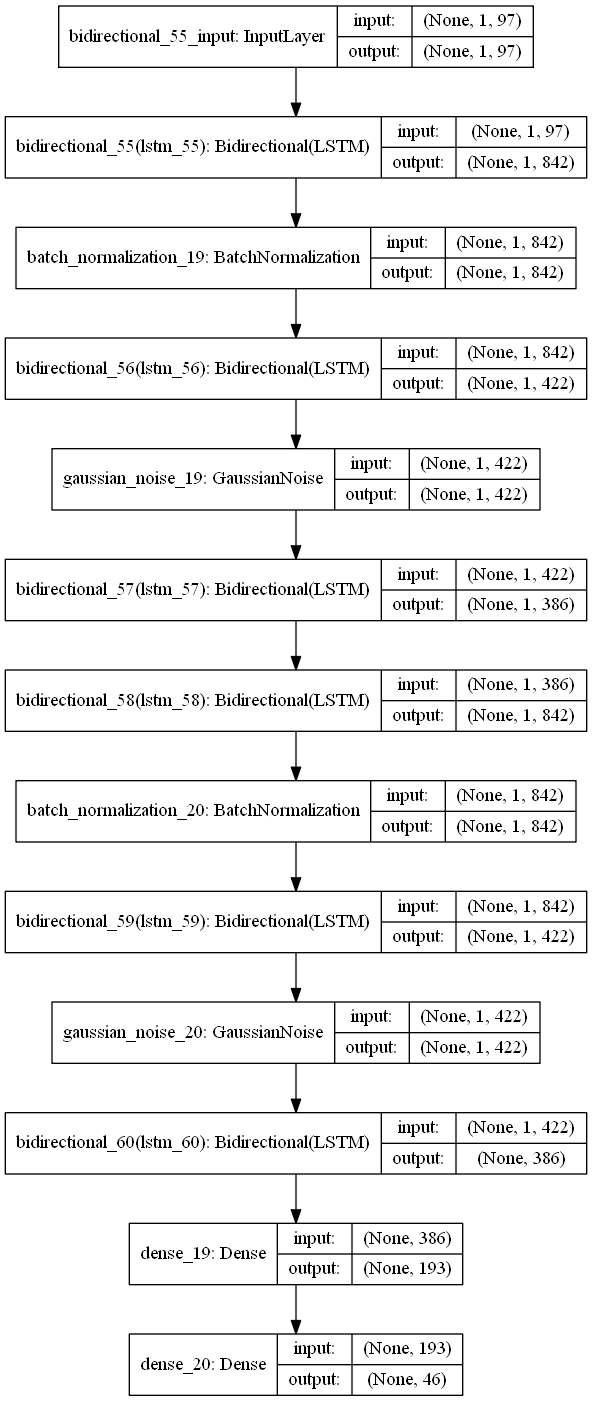 bidirectional_55_input: InputLayer
input: (None, 1, 97)
output: (None, 1, 97)
bidirectional_55(lstm_55): Bidirectional(LSTM)
input: (None, 1, 97)
output: (None, 1, 842)
batch_normalization_19: BatchNormalization
input: (None, 1, 842)
output: (None, 1, 842)
bidirectional_56(lstm_56): Bidirectional(LSTM)
input: (None, 1, 842)
output: (None, 1, 422)
gaussian_noise_19: GaussianNoise
input: (None, 1, 422)
output: (None, 1, 422)
bidirectional_57(lstm_57): Bidirectional(LSTM)
input: (None, 1, 422)
output: (None, 1, 386)
bidirectional_58(lstm_58): Bidirectional(LSTM)
input: (None, 1, 386)
output: (None, 1, 842)
batch_normalization_20: BatchNormalization
input: (None, 1, 842)
output: (None, 1, 842)
bidirectional_59(lstm_59): Bidirectional(LSTM)
input: (None, 1, 842)
output: (None, 1, 422)
gaussian_noise_20: GaussianNoise
input: (None, 1, 422)
output: (None, 1, 422)
bidirectional_60(lstm_60): Bidirectional(LSTM)
input: (None, 1, 422)
output: (None, 386)
dense_19: Dense
input: (None, 386)
output: (None, 193)
dense_20: Dense
input: (None, 193)
output: (None, 46)